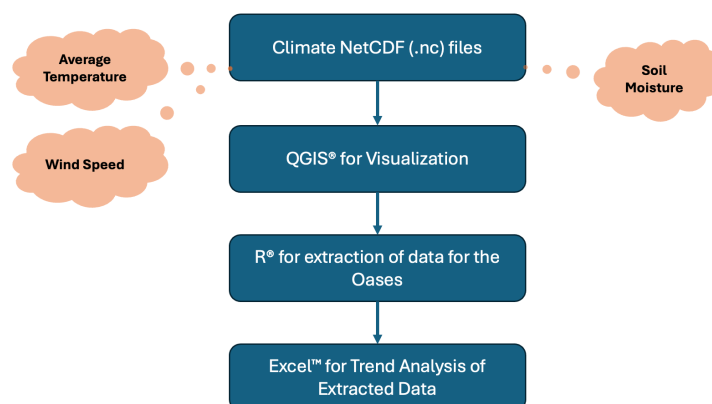 Climate NetCDF (.nc) files
Average
Temperature
Soil
Moisture
Wind Speed
QGIS® for Visualization
R® for extraction of data for the
Oases
Excel™ for Trend Analysis of
Extracted Data